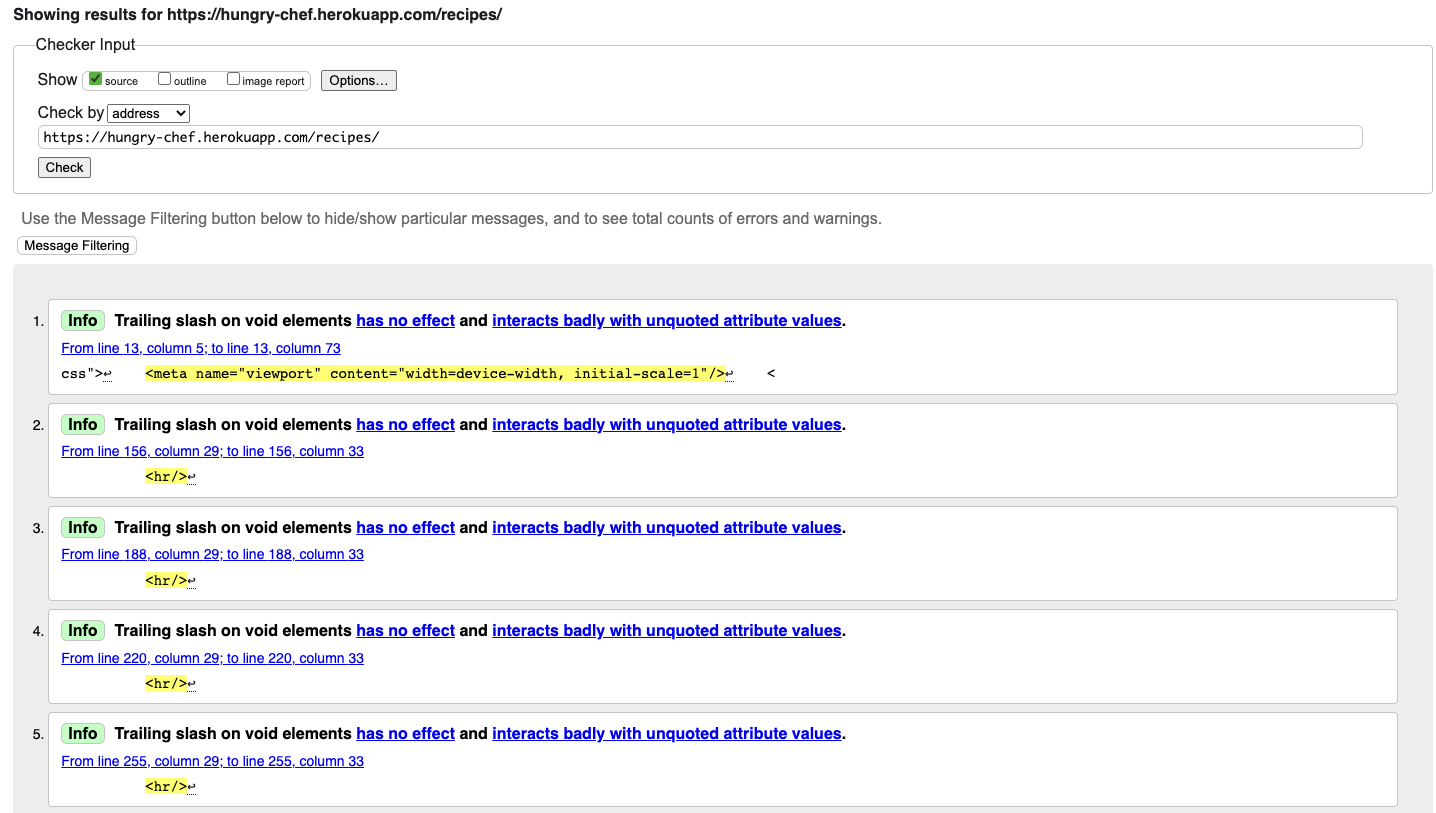 Showing results for https://hungry-chef.herokuapp.com/recipes/
Checker Input
Show source outline image report Options...
Check by address
https://hungry-chef.herokuapp.com/recipes/
Check
Use the Message Filtering button below to hide/show particular messages, and to see total counts of errors and warnings.
Message Filtering
1. Info Trailing slash on void elements has no effect and interacts badly with unquoted attribute values.
From line 13, column 5; to line 13, column 73
css">↩ <meta name="viewport" content="width=device-width, initial-scale=1"/>↩ <
2. Info Trailing slash on void elements has no effect and interacts badly with unquoted attribute values.
From line 156, column 29; to line 156, column 33
<hr/>↩
3. Info Trailing slash on void elements has no effect and interacts badly with unquoted attribute values.
From line 188, column 29; to line 188, column 33
<hr/>↩
4. Info Trailing slash on void elements has no effect and interacts badly with unquoted attribute values.
From line 220, column 29; to line 220, column 33
<hr/>↩
5. Info Trailing slash on void elements has no effect and interacts badly with unquoted attribute values.
From line 255, column 29; to line 255, column 33
<hr/>↩